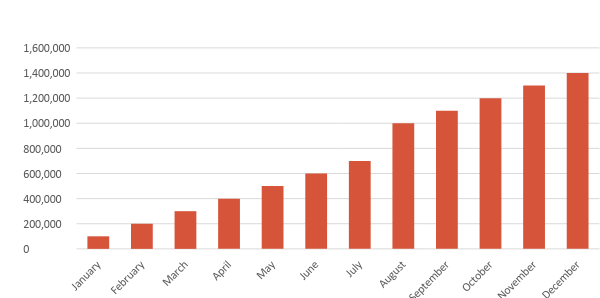 1,600,000
1,400,000
1,200,000
1,000,000
800,000
600,000
400,000
200,000
0
January
February
March
April
May
June
July
August
September
October
November
December